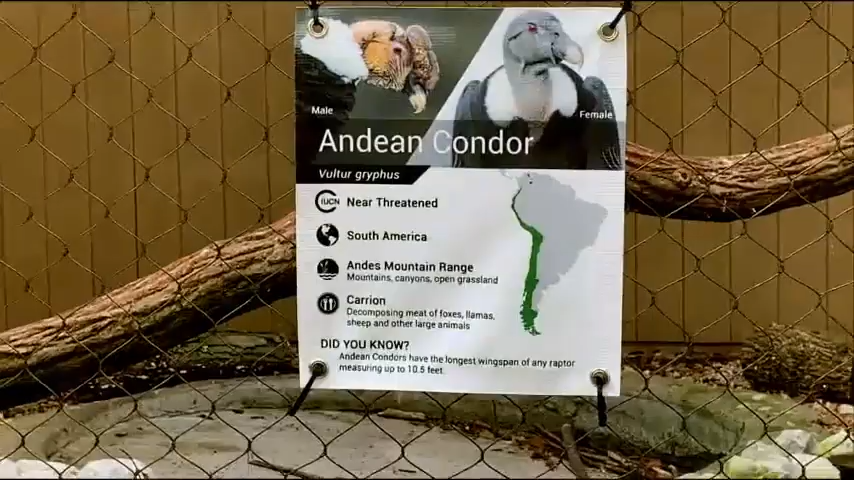 Male
Female
Andean Condor
Vultur gryphus
IUCN Near Threatened
South America
Andes Mountain Range
Mountains, canyons, open grassland
Carrion
Decomposing meat of foxes, llamas,
sheep and other large animals
DID YOU KNOW?
Andean Condors have the longest wingspan of any raptor
measuring up to 10.5 feet.